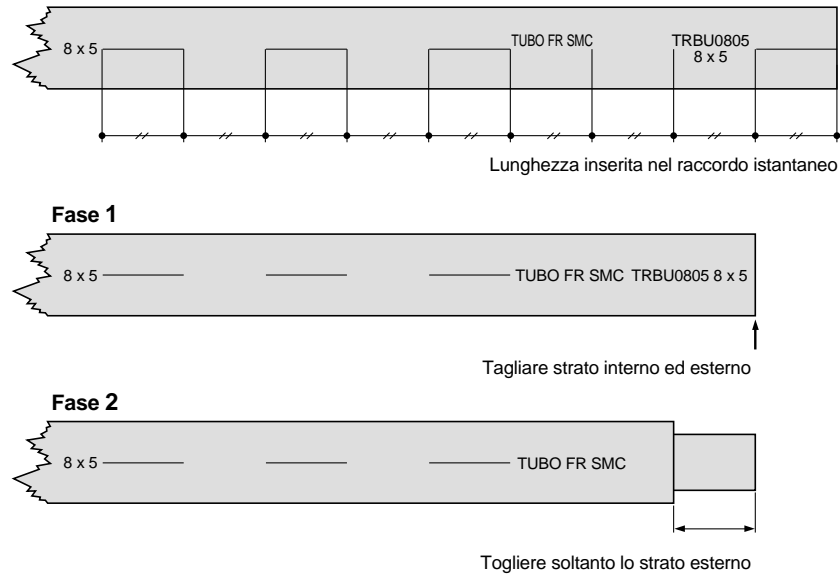 8 x 5 TUBO FR SMC TRBU0805
8 x 5
Lunghezza inserita nel raccordo istantaneo
Fase 1
8 x 5 TUBO FR SMC TRBU0805 8 x 5
Tagliare strato interno ed esterno
Fase 2
8 x 5 TUBO FR SMC
Togliere soltanto lo strato esterno